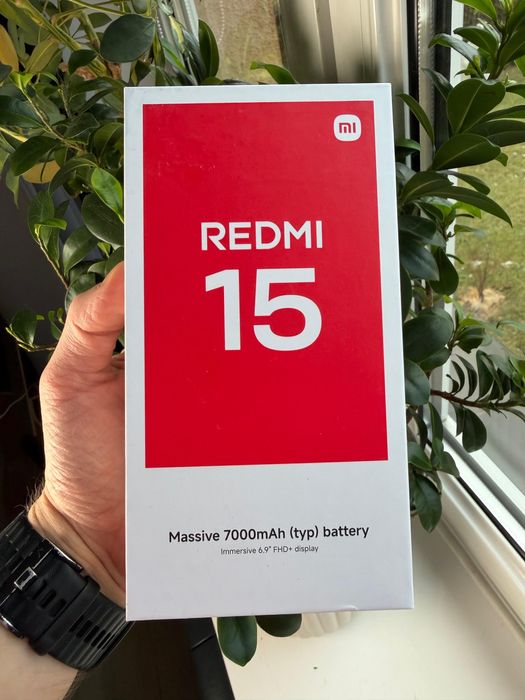 mi
REDMI
15
Massive 7000mAh (typ) battery
Immersive 6.9" FHD+ display